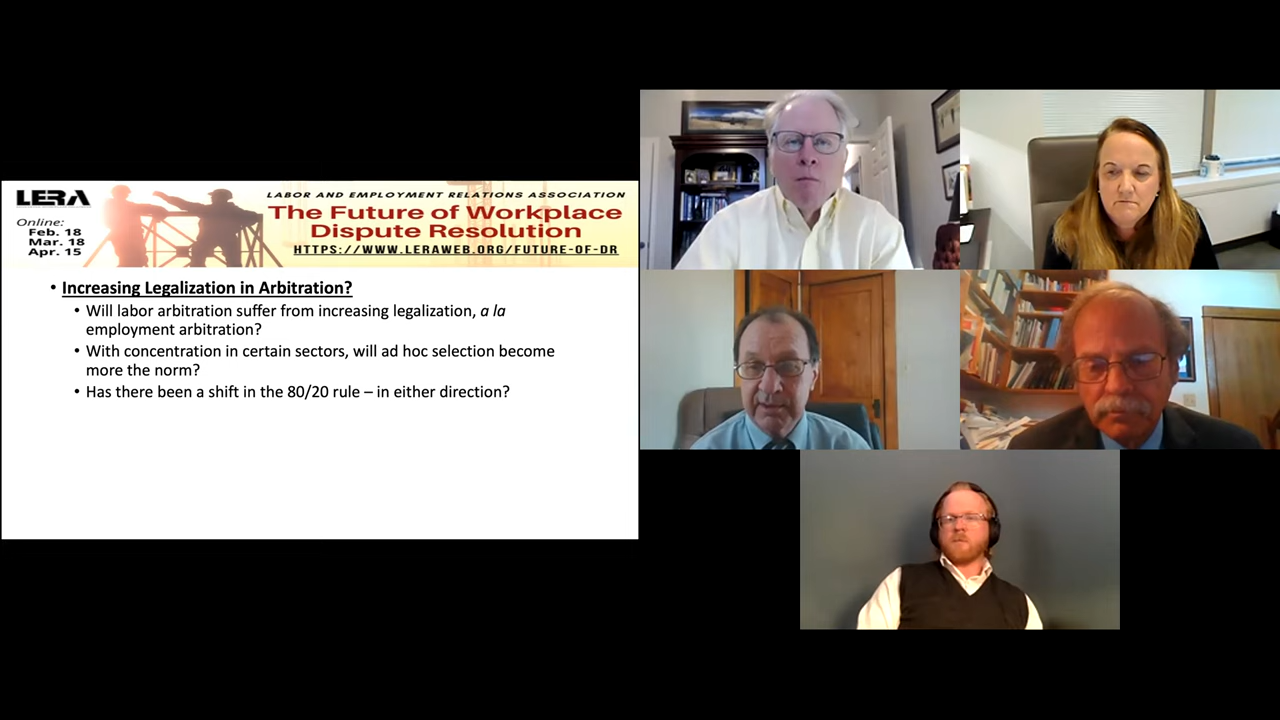 LERA
Online:
Feb. 18
Mar. 18
Apr. 15
LABOR AND EMPLOYMENT RELATIONS ASSOCIATION
The Future of Workplace
Dispute Resolution
HTTPS://WWW.LERAWEB.ORG/FUTURE-OF-DR
• Increasing Legalization in Arbitration?
• Will labor arbitration suffer from increasing legalization, a la
employment arbitration?
• With concentration in certain sectors, will ad hoc selection become
more the norm?
• Has there been a shift in the 80/20 rule – in either direction?